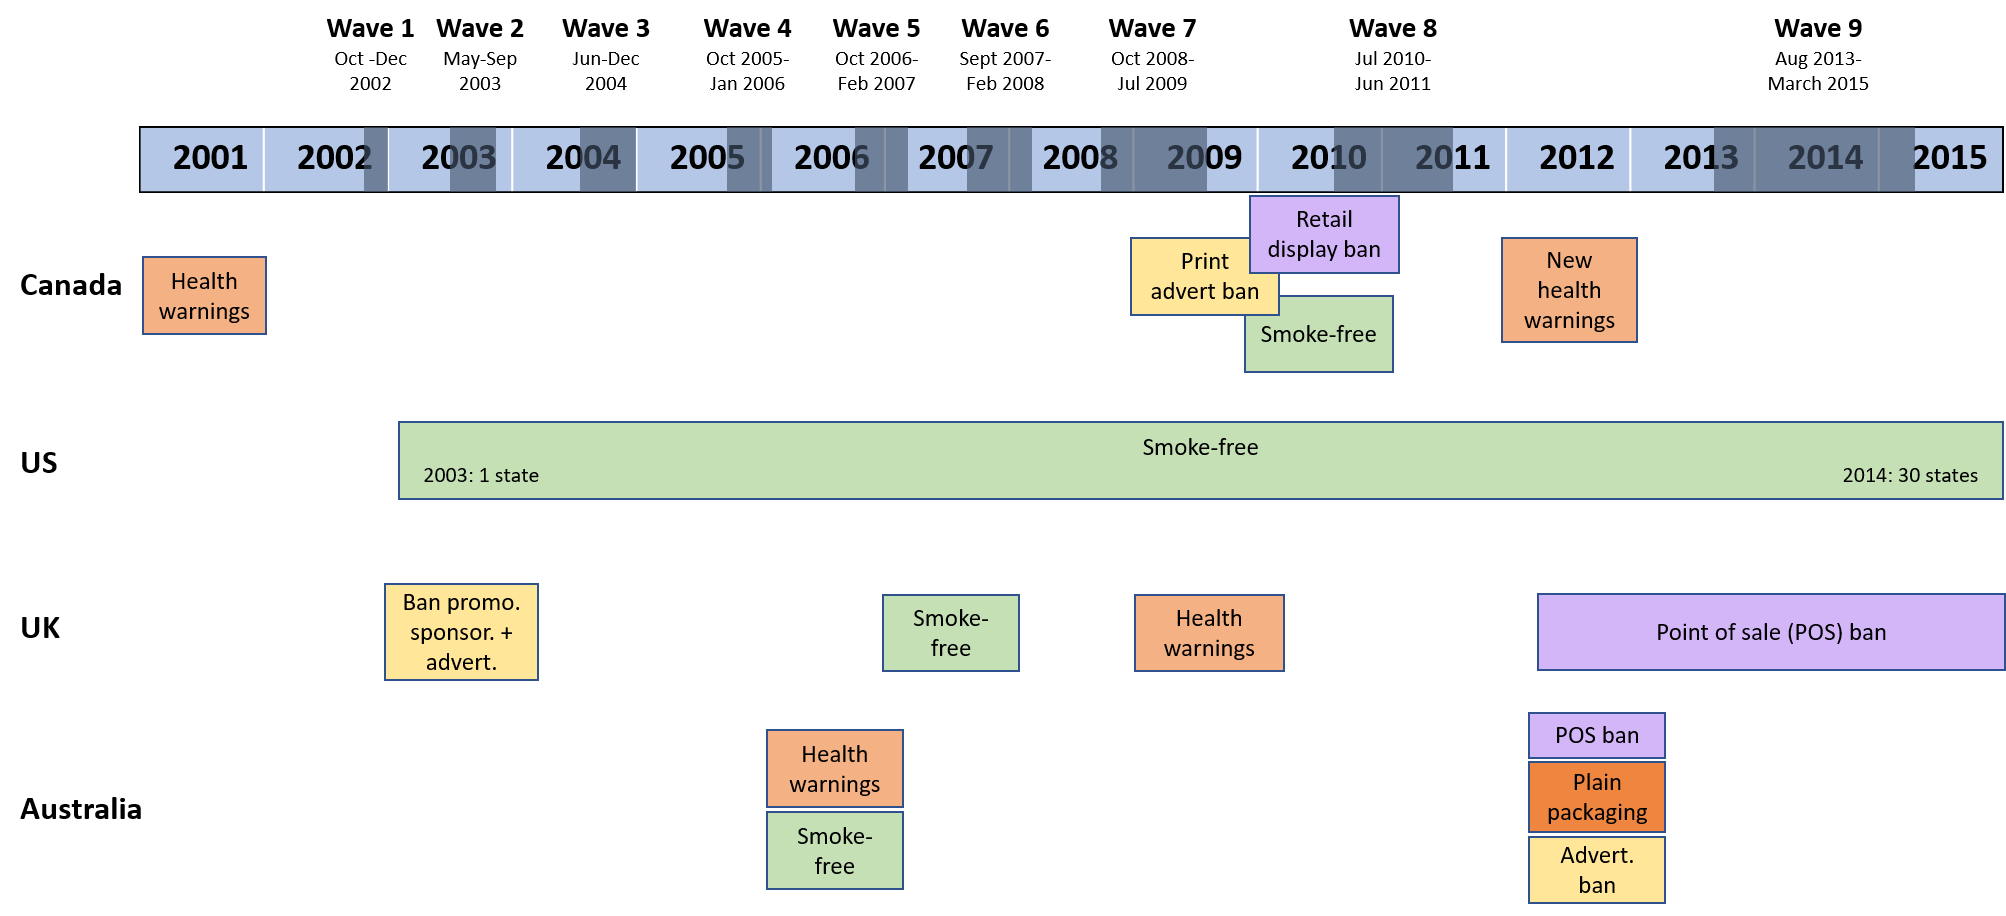 Wave 1 Wave 2 Wave 3 Wave 4 Wave 5 Wave 6 Wave 7 Wave 8 Wave 9
Oct -Dec May-Sep Jun-Dec Oct 2005- Oct 2006- Sept 2007- Oct 2008- Jul 2010- Aug 2013-
2002 2003 2004 Jan 2006 Feb 2007 Feb 2008 Jul 2009 Jun 2011 March 2015
2001 2002 2003 2004 2005 2006 2007 2008 2009 2010 2011 2012 2013 2014 2015
Canada
Health
warnings
Print
advert ban
Retail
display ban
Smoke-free
New
health
warnings
US
Smoke-free
2003: 1 state
2014: 30 states
UK
Ban promo.
sponsor. +
advert.
Smoke-
free
Health
warnings
Point of sale (POS) ban
Australia
Health
warnings
Smoke-
free
POS ban
Plain
packaging
Advert.
ban